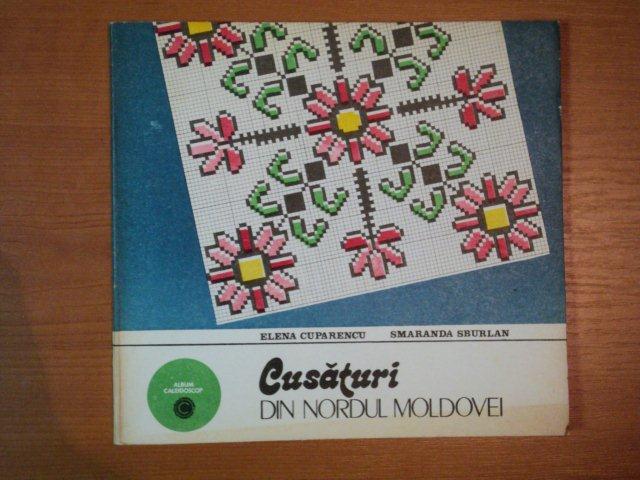 ELENA CUPARENCU SMARANDA SBURLAN
Cusături
DIN NORDUL MOLDOVEI
ALBUM
CALEIDOSCOP